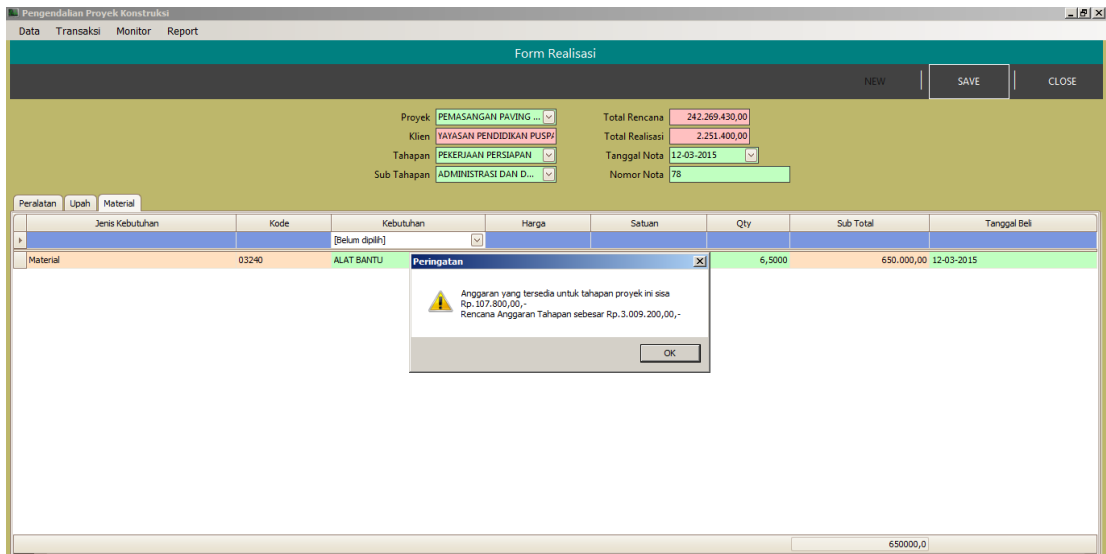 Pengendalian Proyek Konstruksi
Data Transaksi Monitor Report
Form Realisasi
NEW SAVE CLOSE
Proyek PEMASANGAN PAVING ... Total Rencana 242.269.430,00
Klien YAYASAN PENDIDIKAN PUSPA Total Realisasi 2.251.400,00
Tahapan PEKERJAAN PERSIAPAN Tanggal Nota 12-03-2015
Sub Tahapan ADMINISTRASI DAN D... Nomor Nota 78
Peralatan Upah Material
Jenis Kebutuhan Kode Kebutuhan Harga Satuan Qty Sub Total Tanggal Beli
[Belum dipilih]
Material 03240 ALAT BANTU 6,5000 650.000,00 12-03-2015
Peringatan
Anggaran yang tersedia untuk tahapan proyek ini sisa
Rp.107.800,00,-
Rencana Anggaran Tahapan sebesar Rp.3.009.200,00,-
OK
650000,0